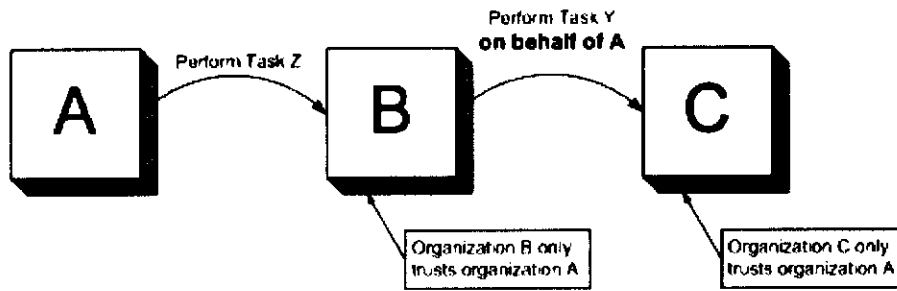 A
Perform Task Z
B
Perform Task Y
on behalf of A
C
Organization B only
trusts organization A
Organization C only
trusts organization A